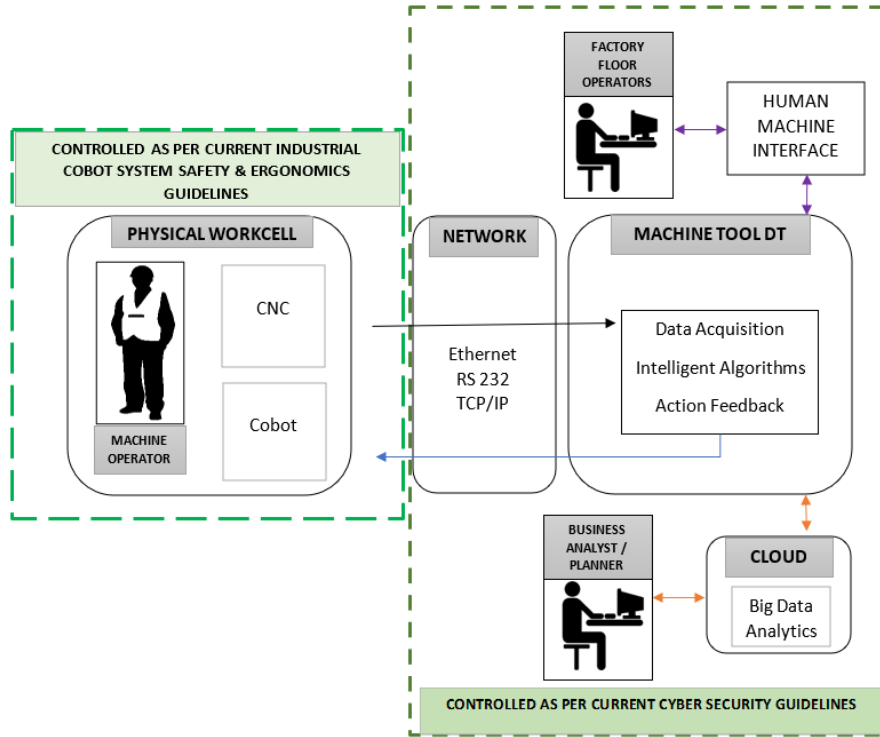 FACTORY
FLOOR
OPERATORS
HUMAN
MACHINE
INTERFACE
CONTROLLED AS PER CURRENT INDUSTRIAL
COBOT SYSTEM SAFETY & ERGONOMICS
GUIDELINES
PHYSICAL WORKCELL
CNC
Cobot
MACHINE
OPERATOR
NETWORK
Ethernet
RS 232
TCP/IP
MACHINE TOOL DT
Data Acquisition
Intelligent Algorithms
Action Feedback
BUSINESS
ANALYST /
PLANNER
CLOUD
Big Data
Analytics
CONTROLLED AS PER CURRENT CYBER SECURITY GUIDELINES